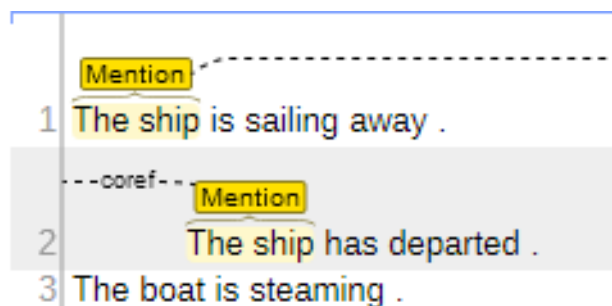 Mention
1 The ship is sailing away .
coref
Mention
2 The ship has departed .
3 The boat is steaming .